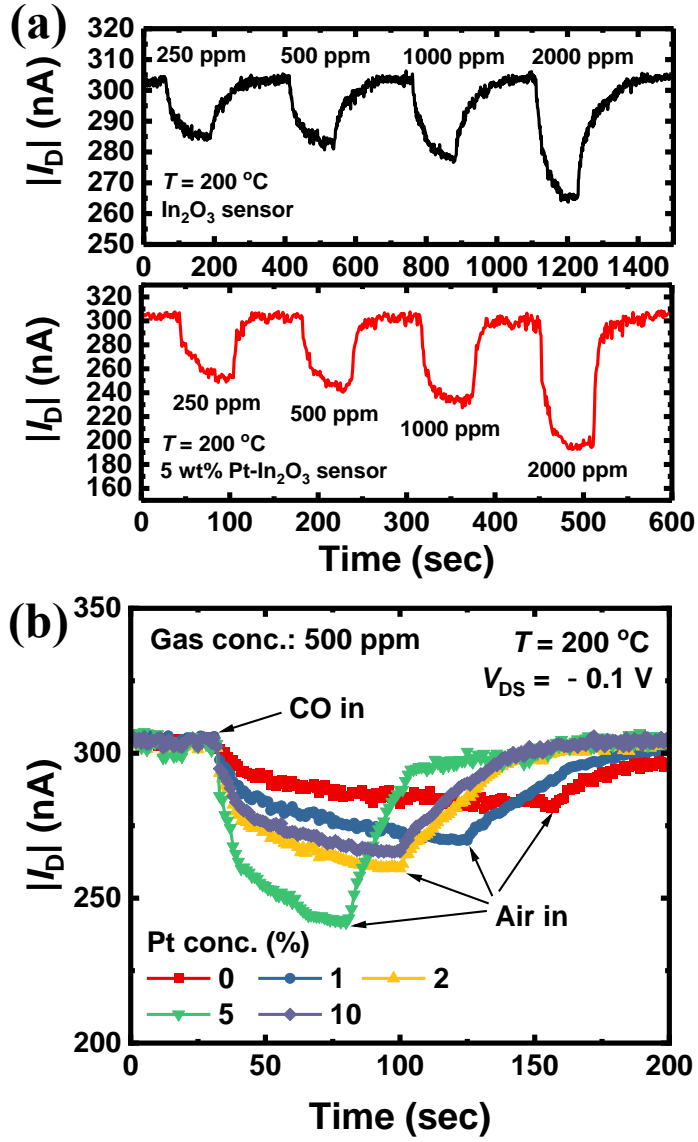 (a)
320
310
300
290
280
270
260
250
|I_D| (nA)
250 ppm 500 ppm 1000 ppm 2000 ppm
T = 200 °C
In₂O₃ sensor
0 200 400 600 800 1000 1200 1400
320
300
280
260
240
220
200
180
160
|I_D| (nA)
250 ppm
500 ppm
1000 ppm
2000 ppm
T = 200 °C
5 wt% Pt-In₂O₃ sensor
0 100 200 300 400 500 600
Time (sec)
(b)
350
300
250
200
|I_D| (nA)
Gas conc.: 500 ppm
T = 200 °C
V_DS = - 0.1 V
CO in
Air in
Pt conc. (%)
0 1 2
5 10
0 50 100 150 200
Time (sec)